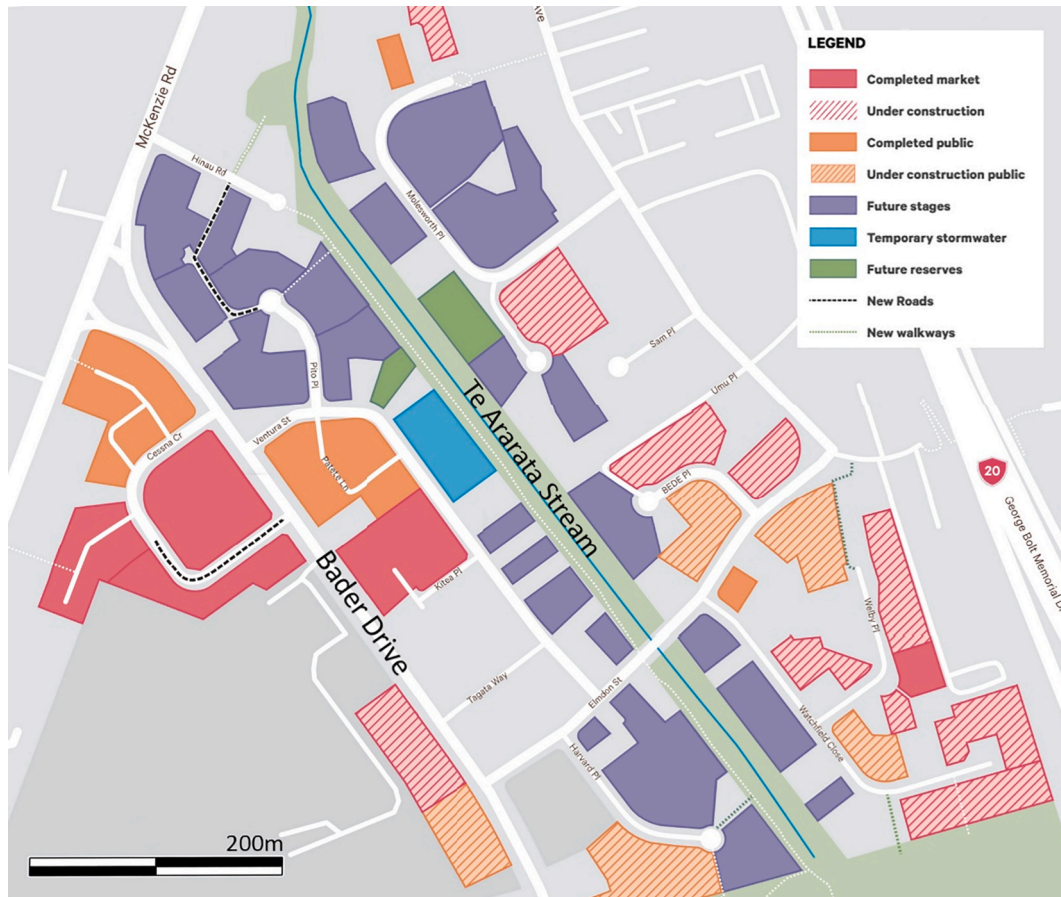 LEGEND
Completed market
Under construction
Completed public
Under construction public
Future stages
Temporary stormwater
Future reserves
New Roads
New walkways
McKenzie Rd
Ave
Hinau Rd
Molesworth Pl
Sam Pl
Umu Pl
Pito Pl
Ventura St
Cessna Cr
Te Ararata Stream
BEDE Pl
20
George Bolt Memorial D
Bader Drive
Kitea Pl
Welby Pl
Tagata Way
Elmdon St
Watchfield Close
Harvard Pl
200m